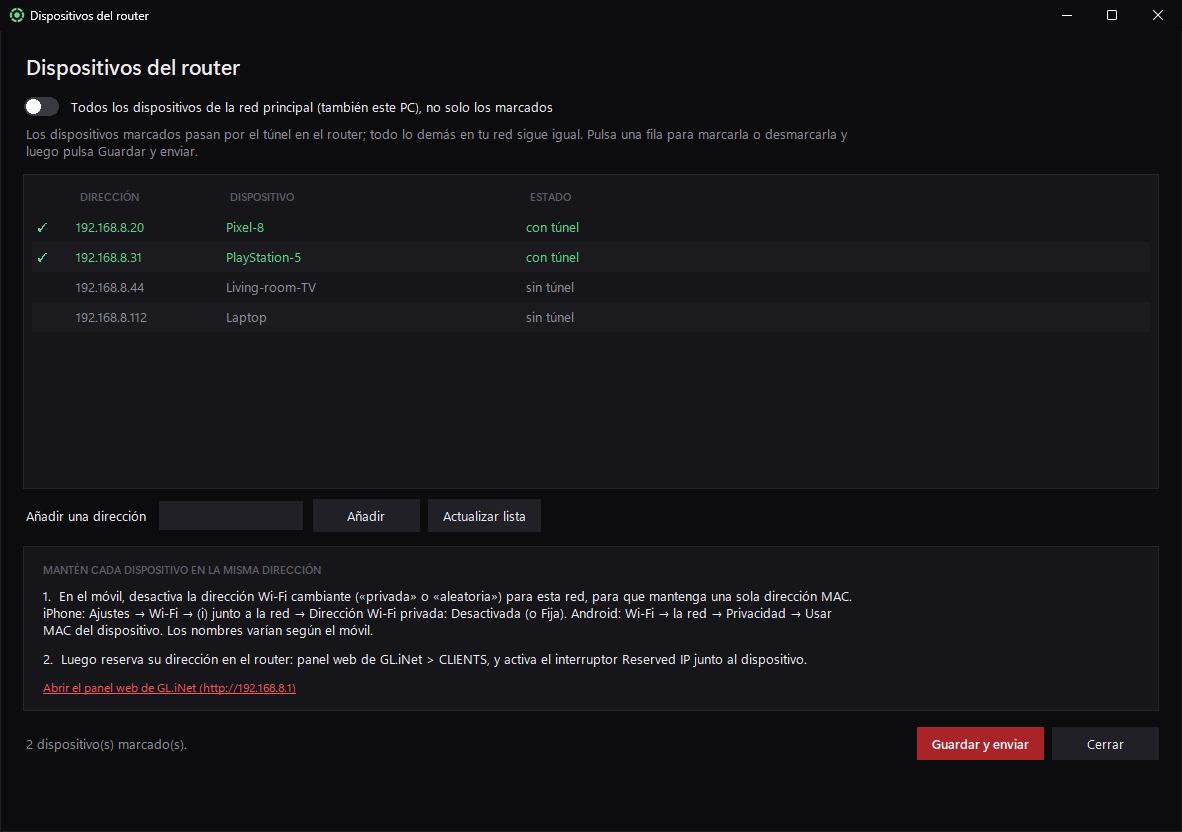 Dispositivos del router
Dispositivos del router
Todos los dispositivos de la red principal (también este PC), no solo los marcados
Los dispositivos marcados pasan por el túnel en el router; todo lo demás en tu red sigue igual. Pulsa una fila para marcarla o desmarcarla y
luego pulsa Guardar y enviar.
DIRECCIÓN DISPOSITIVO ESTADO
✓ 192.168.8.20 Pixel-8 con túnel
✓ 192.168.8.31 PlayStation-5 con túnel
192.168.8.44 Living-room-TV sin túnel
192.168.8.112 Laptop sin túnel
Añadir una dirección Añadir Actualizar lista
MANTÉN CADA DISPOSITIVO EN LA MISMA DIRECCIÓN
1. En el móvil, desactiva la dirección Wi-Fi cambiante («privada» o «aleatoria») para esta red, para que mantenga una sola dirección MAC.
iPhone: Ajustes → Wi-Fi → (i) junto a la red → Dirección Wi-Fi privada: Desactivada (o Fija). Android: Wi-Fi → la red → Privacidad → Usar
MAC del dispositivo. Los nombres varían según el móvil.
2. Luego reserva su dirección en el router: panel web de GL.iNet > CLIENTS, y activa el interruptor Reserved IP junto al dispositivo.
Abrir el panel web de GL.iNet (http://192.168.8.1)
2 dispositivo(s) marcado(s). Guardar y enviar Cerrar